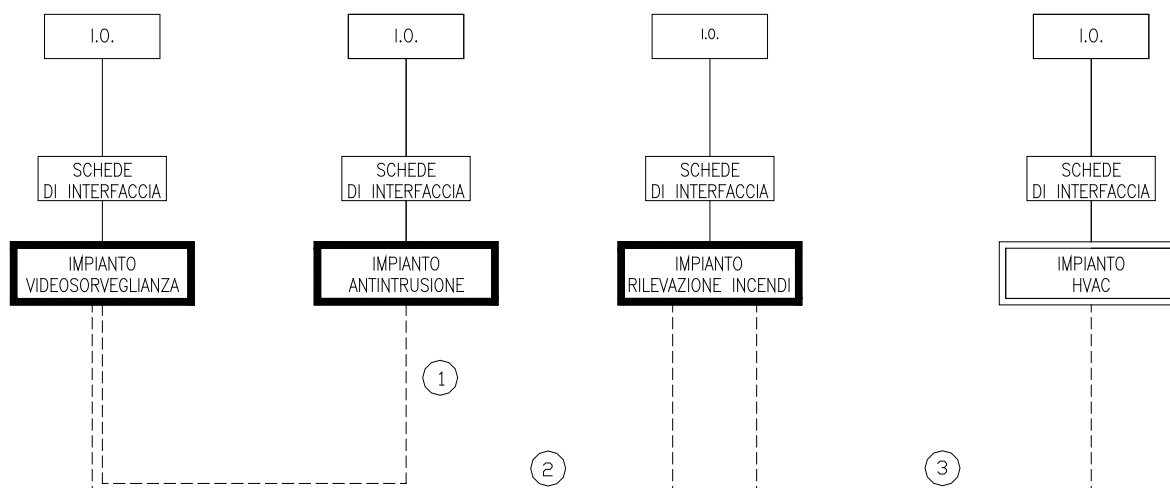 I.O.
I.O.
I.O.
I.O.
SCHEDE
DI INTERFACCIA
SCHEDE
DI INTERFACCIA
SCHEDE
DI INTERFACCIA
SCHEDE
DI INTERFACCIA
IMPIANTO
VIDEOSORVEGLIANZA
IMPIANTO
ANTINTRUSIONE
IMPIANTO
RILEVAZIONE INCENDI
IMPIANTO
HVAC
1
2
3